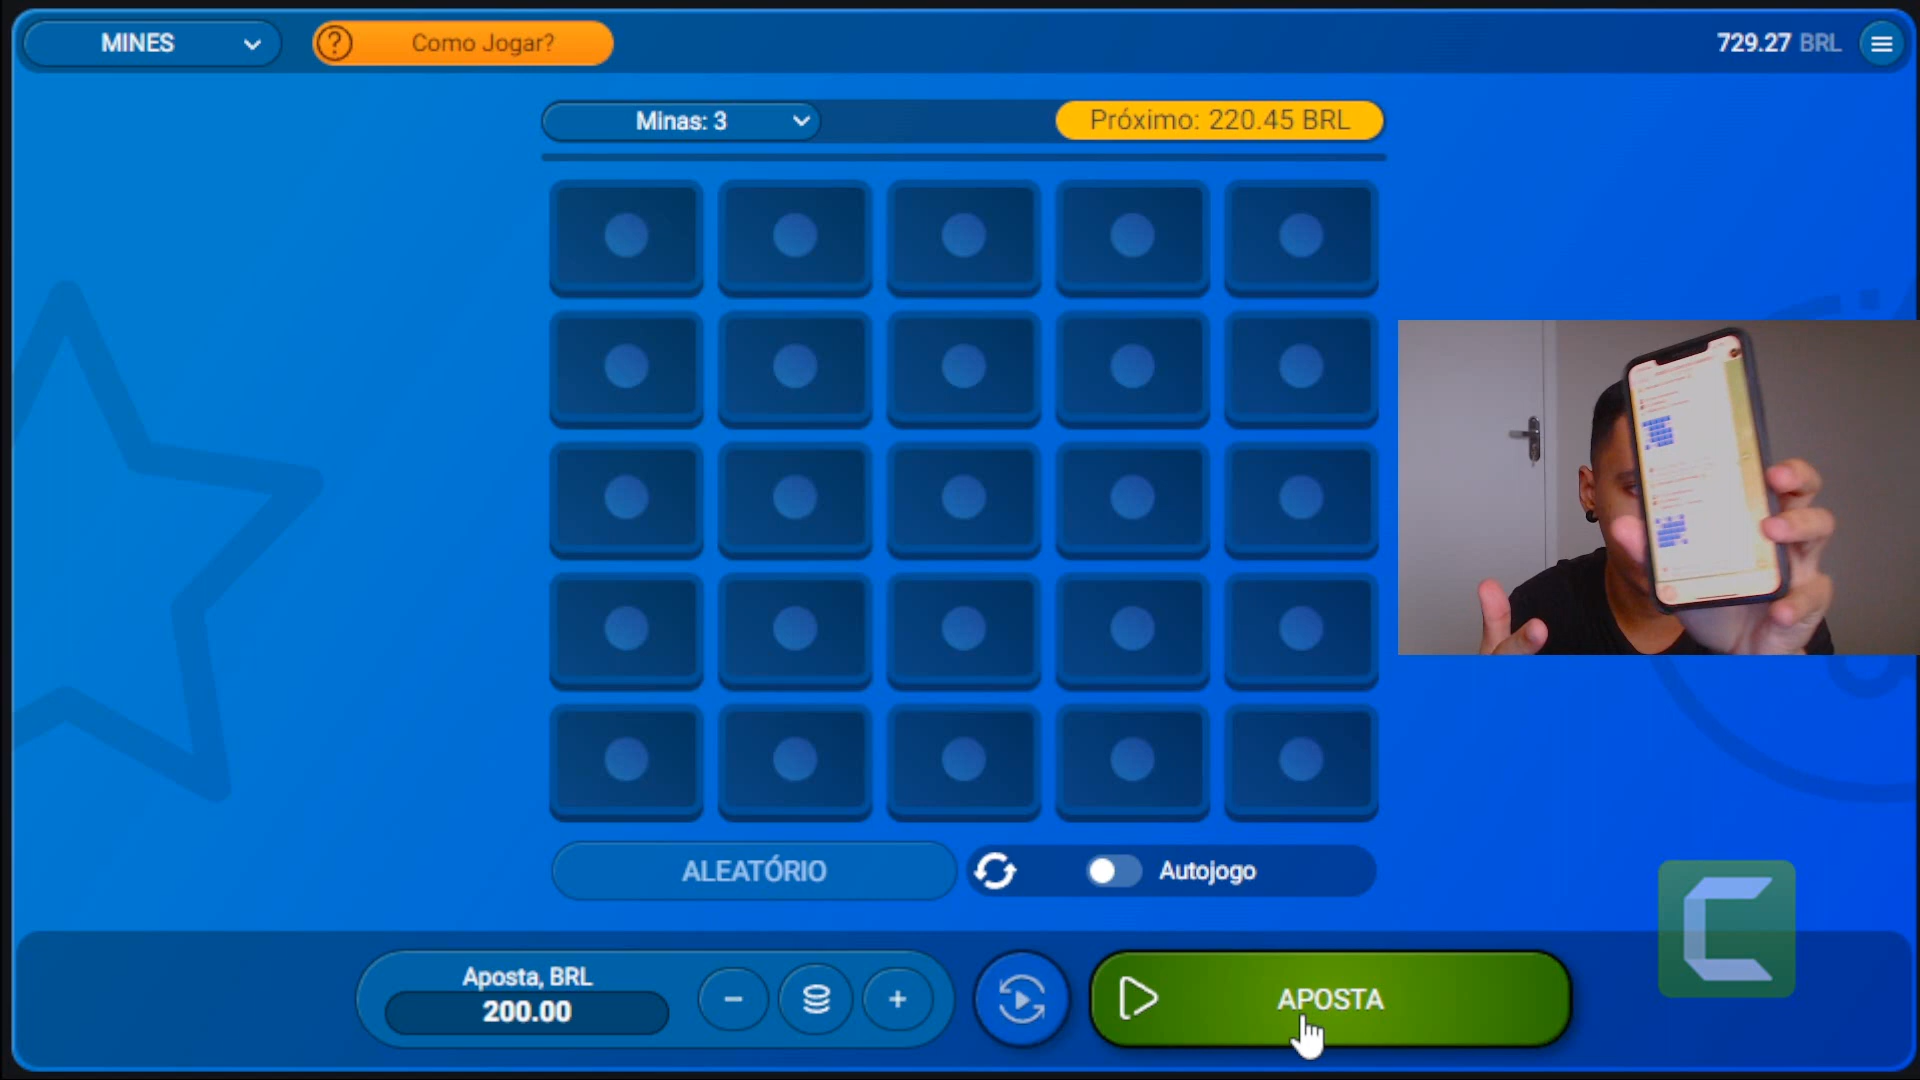 MINES
? Como Jogar?
729.27 BRL
Minas: 3
Próximo: 220.45 BRL
ALEATÓRIO
Autojogo
Aposta, BRL
200.00
APOSTA